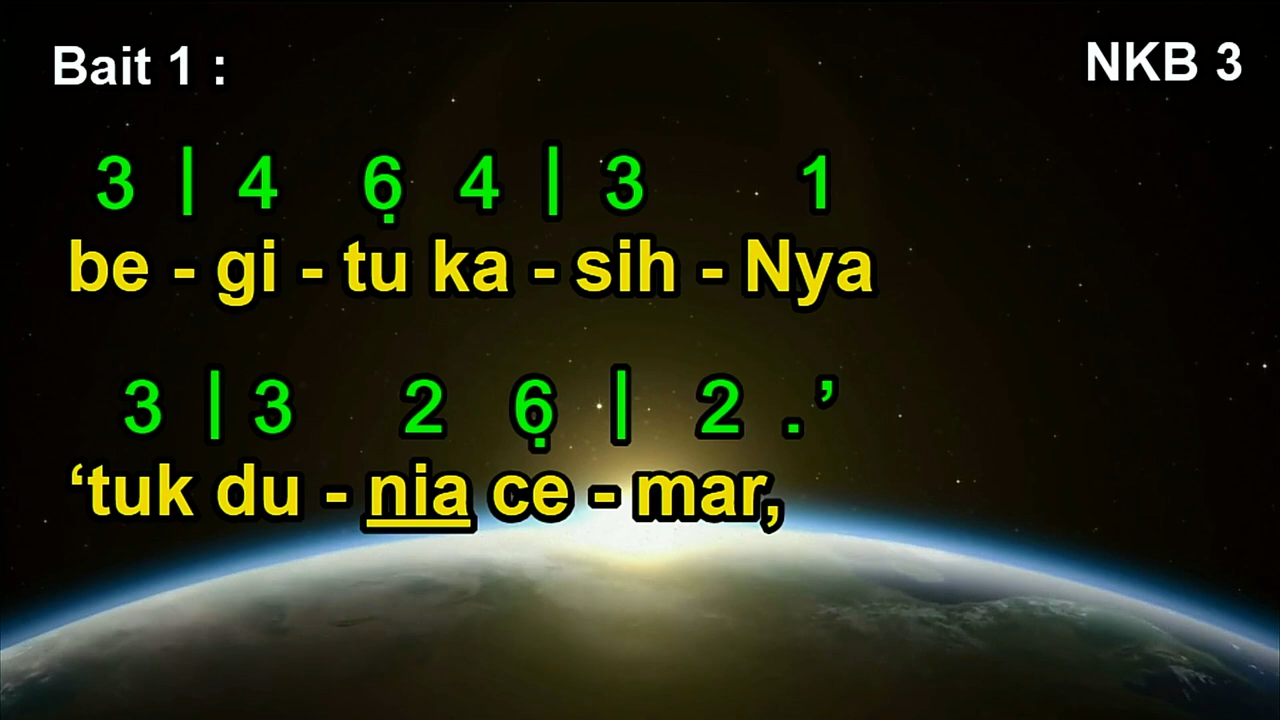 Bait 1 :
NKB 3
3 | 4 6̣ 4 | 3 1
be - gi - tu ka - sih - Nya
3 | 3 2 6̣ | 2 . ’
‘tuk du - nia ce - mar,